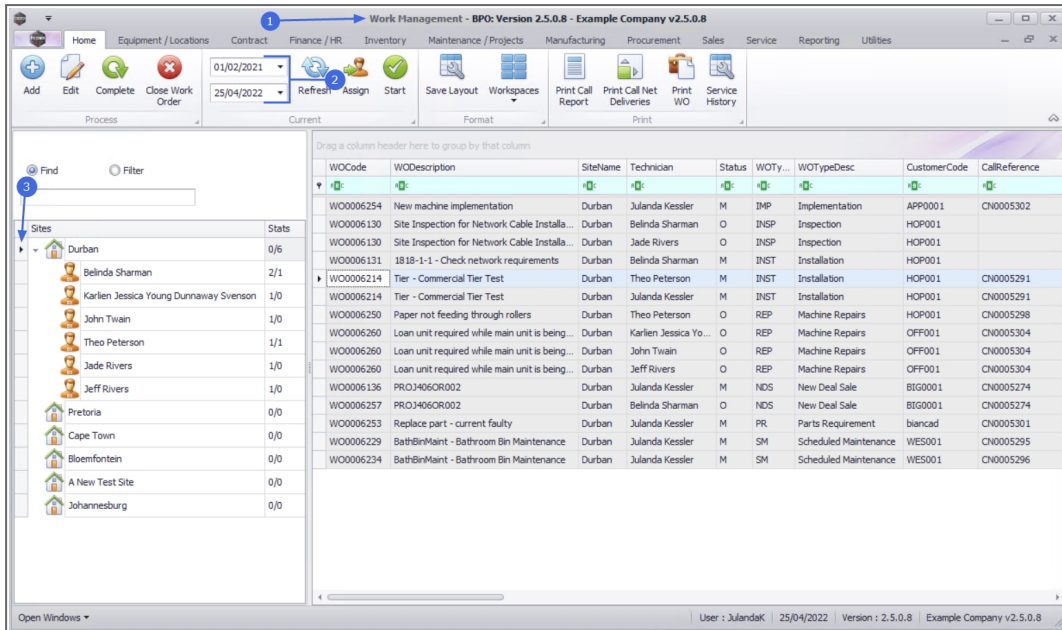 1
Work Management - BPO: Version 2.5.0.8 - Example Company v2.5.0.8
Home Equipment / Locations Contract Finance / HR Inventory Maintenance / Projects Manufacturing Procurement Sales Service Reporting Utilities
01/02/2021
25/04/2022
2
Add Edit Complete Close Work Order Refresh Assign Start Save Layout Workspaces Print Call Report Print Call Net Deliveries Print WO Service History
Process Current Format Print
Drag a column header here to group by that column
Find Filter
3
Sites Stats
Durban 0/6
Belinda Sharman 2/1
Karlien Jessica Young Dunnaway Svenson 1/0
John Twain 1/0
Theo Peterson 1/1
Jade Rivers 1/0
Jeff Rivers 1/0
Pretoria 0/0
Cape Town 0/0
Bloemfontein 0/0
A New Test Site 0/0
Johannesburg 0/0
WOCode WODescription SiteName Technician Status WOTy... WOTypeDesc CustomerCode CallReference
WO0006254 New machine implementation Durban Julanda Kessler M IMP Implementation APP0001 CN0005302
WO0006130 Site Inspection for Network Cable Installa... Durban Belinda Sharman O INSP Inspection HOP001
WO0006130 Site Inspection for Network Cable Installa... Durban Jade Rivers O INSP Inspection HOP001
WO0006131 1818-1-1 - Check network requirements Durban Belinda Sharman M INST Installation HOP001
WO0006214 Tier - Commercial Tier Test Durban Theo Peterson M INST Installation HOP001 CN0005291
WO0006214 Tier - Commercial Tier Test Durban Julanda Kessler M INST Installation HOP001 CN0005291
WO0006250 Paper not feeding through rollers Durban Theo Peterson O REP Machine Repairs HOP001 CN0005298
WO0006260 Loan unit required while main unit is being... Durban Karlien Jessica Yo... O REP Machine Repairs OFF001 CN0005304
WO0006260 Loan unit required while main unit is being... Durban John Twain O REP Machine Repairs OFF001 CN0005304
WO0006260 Loan unit required while main unit is being... Durban Jeff Rivers O REP Machine Repairs OFF001 CN0005304
WO0006136 PROJ406OR002 Durban Julanda Kessler M NDS New Deal Sale BIG0001 CN0005274
WO0006257 PROJ406OR002 Durban Belinda Sharman O NDS New Deal Sale BIG0001 CN0005274
WO0006253 Replace part - current faulty Durban Julanda Kessler M PR Parts Requirement biancad CN0005301
WO0006229 BathBinMaint - Bathroom Bin Maintenance Durban Julanda Kessler M SM Scheduled Maintenance WES001 CN0005295
WO0006234 BathBinMaint - Bathroom Bin Maintenance Durban Julanda Kessler M SM Scheduled Maintenance WES001 CN0005296
Open Windows User : JulandaK 25/04/2022 Version : 2.5.0.8 Example Company v2.5.0.8